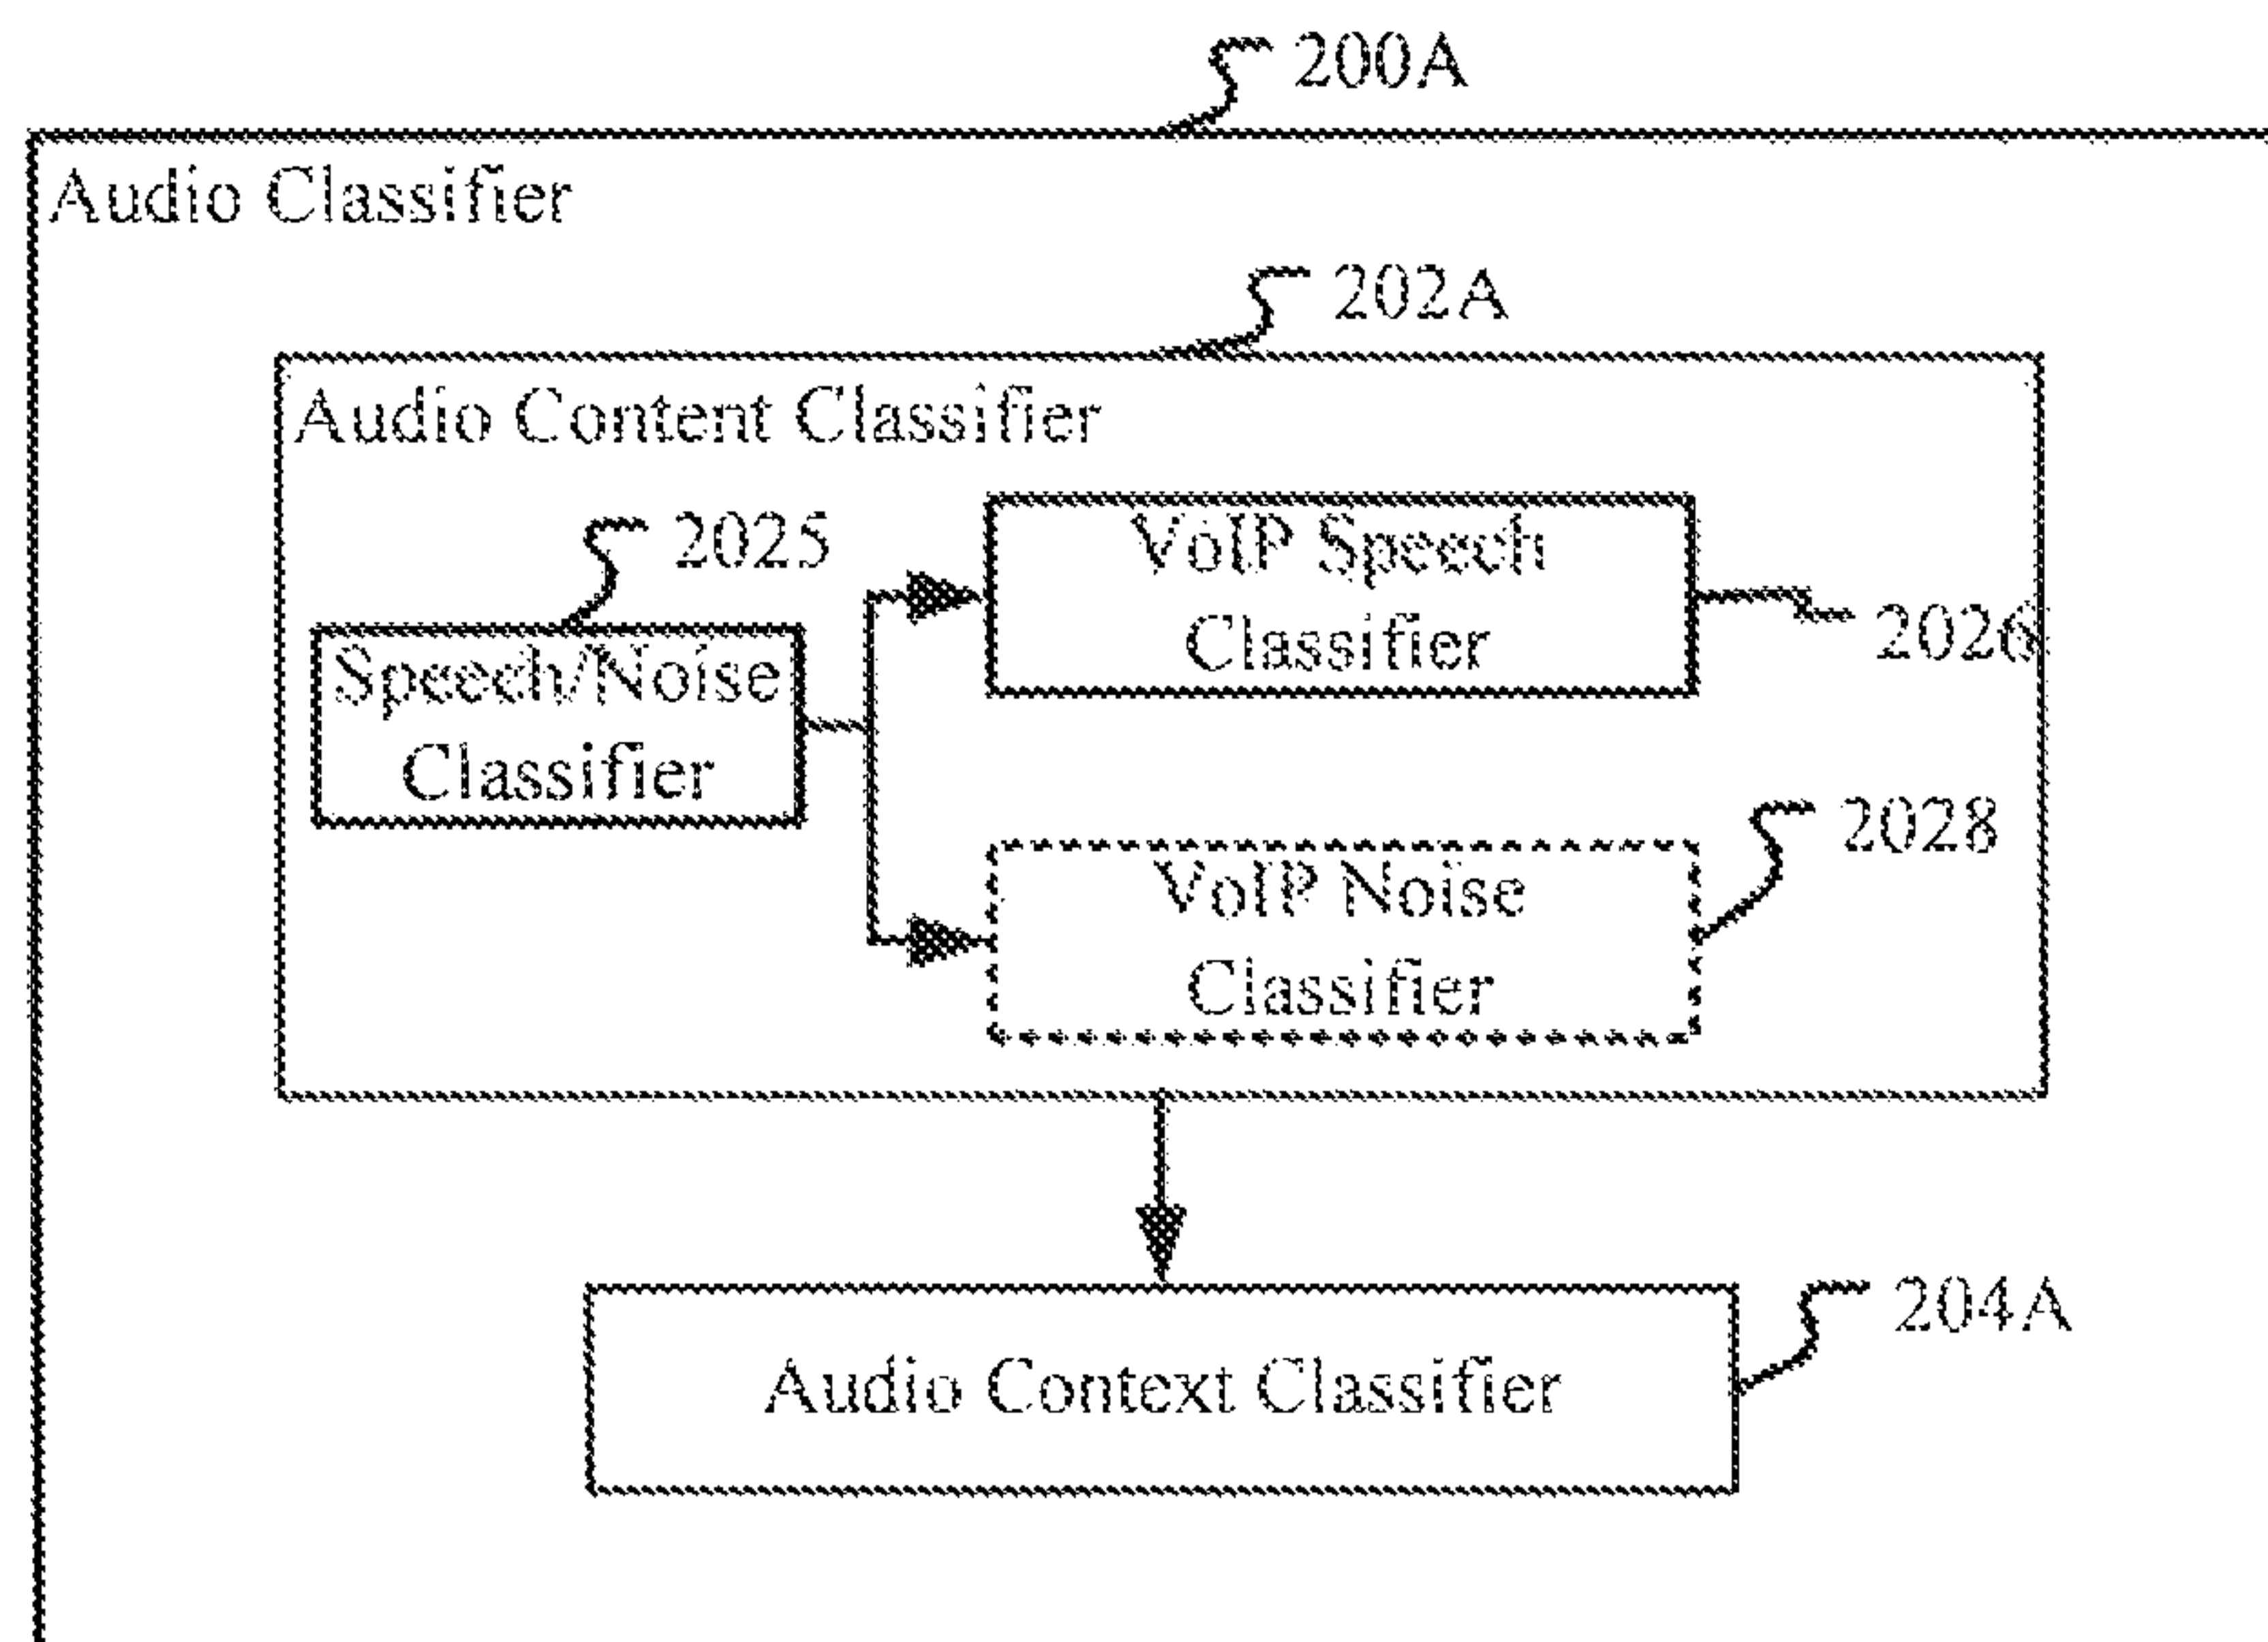 200A
Audio Classifier
202A
Audio Content Classifier
2025
VoIP Speech
Classifier
2026
Speech/Noise
Classifier
2028
VoIP Noise
Classifier
204A
Audio Context Classifier